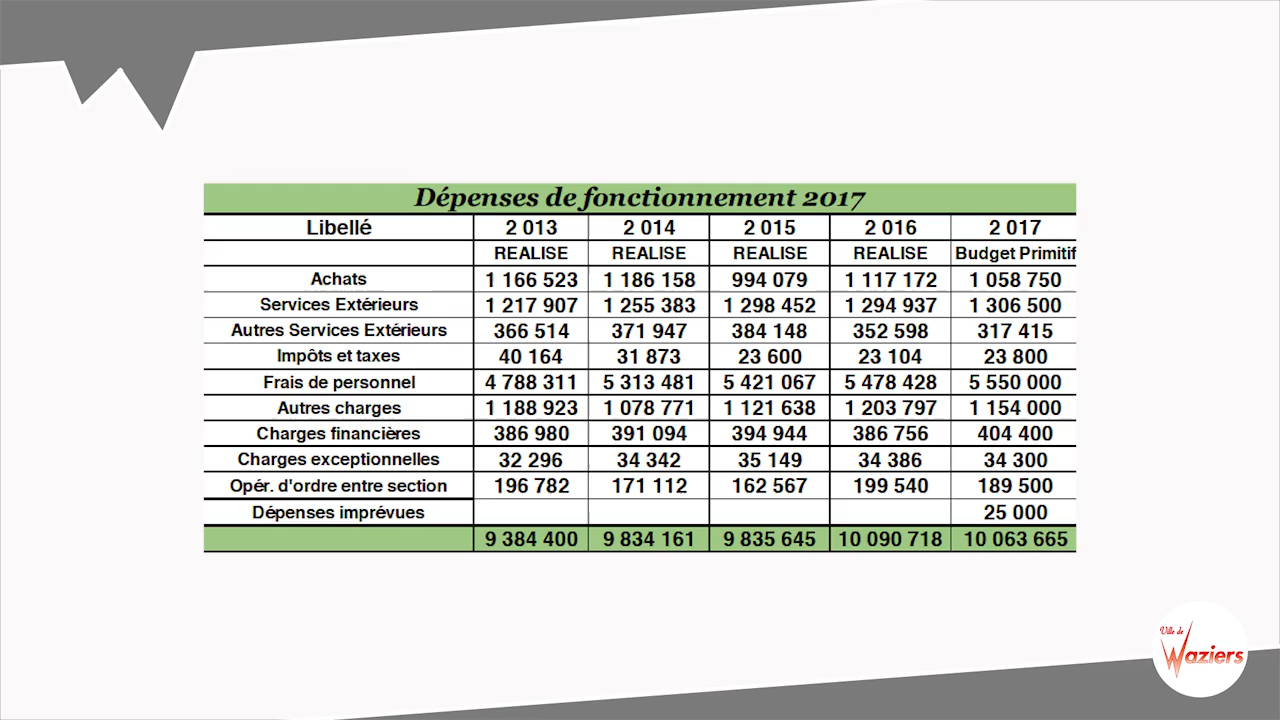 Dépenses de fonctionnement 2017
Libellé 2 013 2 014 2 015 2 016 2 017
REALISE REALISE REALISE REALISE Budget Primitif
Achats 1 166 523 1 186 158 994 079 1 117 172 1 058 750
Services Extérieurs 1 217 907 1 255 383 1 298 452 1 294 937 1 306 500
Autres Services Extérieurs 366 514 371 947 384 148 352 598 317 415
Impôts et taxes 40 164 31 873 23 600 23 104 23 800
Frais de personnel 4 788 311 5 313 481 5 421 067 5 478 428 5 550 000
Autres charges 1 188 923 1 078 771 1 121 638 1 203 797 1 154 000
Charges financières 386 980 391 094 394 944 386 756 404 400
Charges exceptionnelles 32 296 34 342 35 149 34 386 34 300
Opér. d'ordre entre section 196 782 171 112 162 567 199 540 189 500
Dépenses imprévues 25 000
9 384 400 9 834 161 9 835 645 10 090 718 10 063 665
Ville de
Waziers